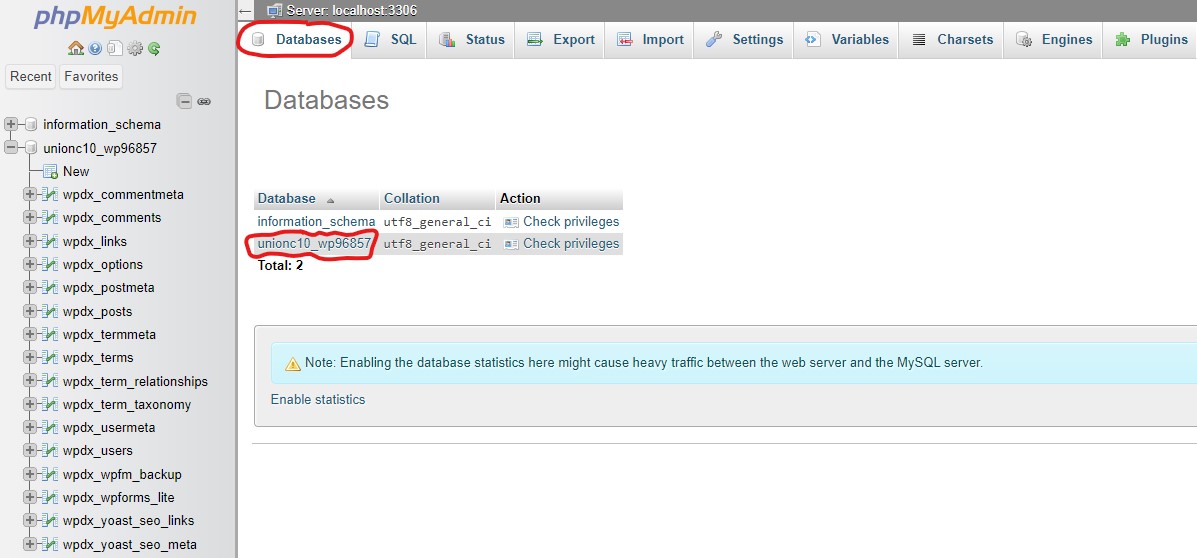 phpMyAdmin
Recent Favorites
information_schema
unionc10_wp96857
New
wpdx_commentmeta
wpdx_comments
wpdx_links
wpdx_options
wpdx_postmeta
wpdx_posts
wpdx_termmeta
wpdx_terms
wpdx_term_relationships
wpdx_term_taxonomy
wpdx_usermeta
wpdx_users
wpdx_wpfm_backup
wpdx_wpforms_lite
wpdx_yoast_seo_links
wpdx_yoast_seo_meta
Server: localhost:3306
Databases SQL Status Export Import Settings Variables Charsets Engines Plugins
Databases
Database Collation Action
information_schema utf8_general_ci Check privileges
unionc10_wp96857 utf8_general_ci Check privileges
Total: 2
Note: Enabling the database statistics here might cause heavy traffic between the web server and the MySQL server.
Enable statistics